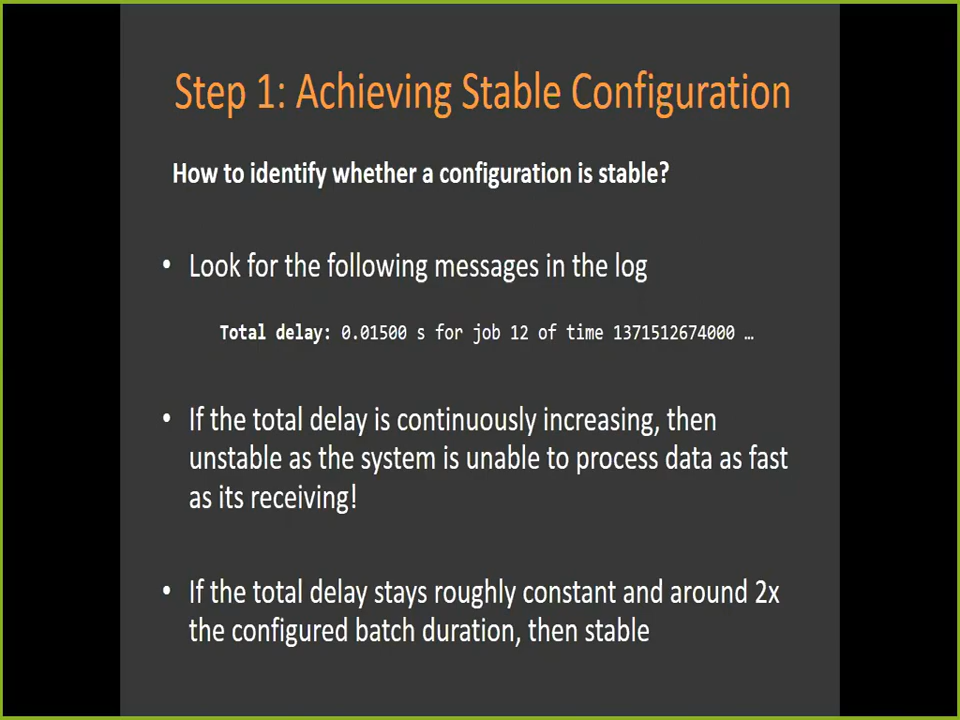 Step 1: Achieving Stable Configuration
How to identify whether a configuration is stable?
• Look for the following messages in the log
Total delay: 0.01500 s for job 12 of time 1371512674000 …
• If the total delay is continuously increasing, then
unstable as the system is unable to process data as fast
as its receiving!
• If the total delay stays roughly constant and around 2x
the configured batch duration, then stable